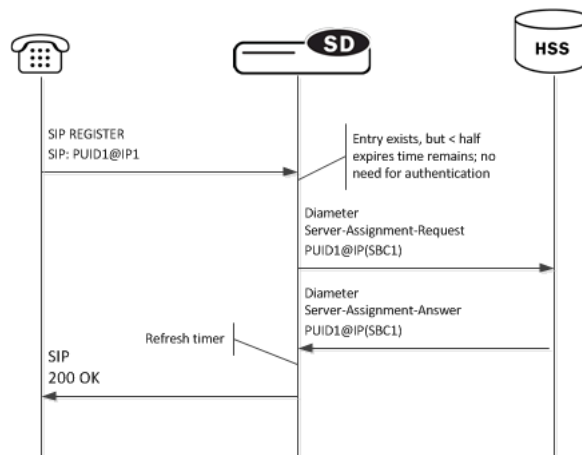 SD
HSS
SIP REGISTER
SIP: PUID1@IP1
Entry exists, but < half
expires time remains; no
need for authentication
Diameter
Server-Assignment-Request
PUID1@IP(SBC1)
Diameter
Server-Assignment-Answer
PUID1@IP(SBC1)
Refresh timer
SIP
200 OK